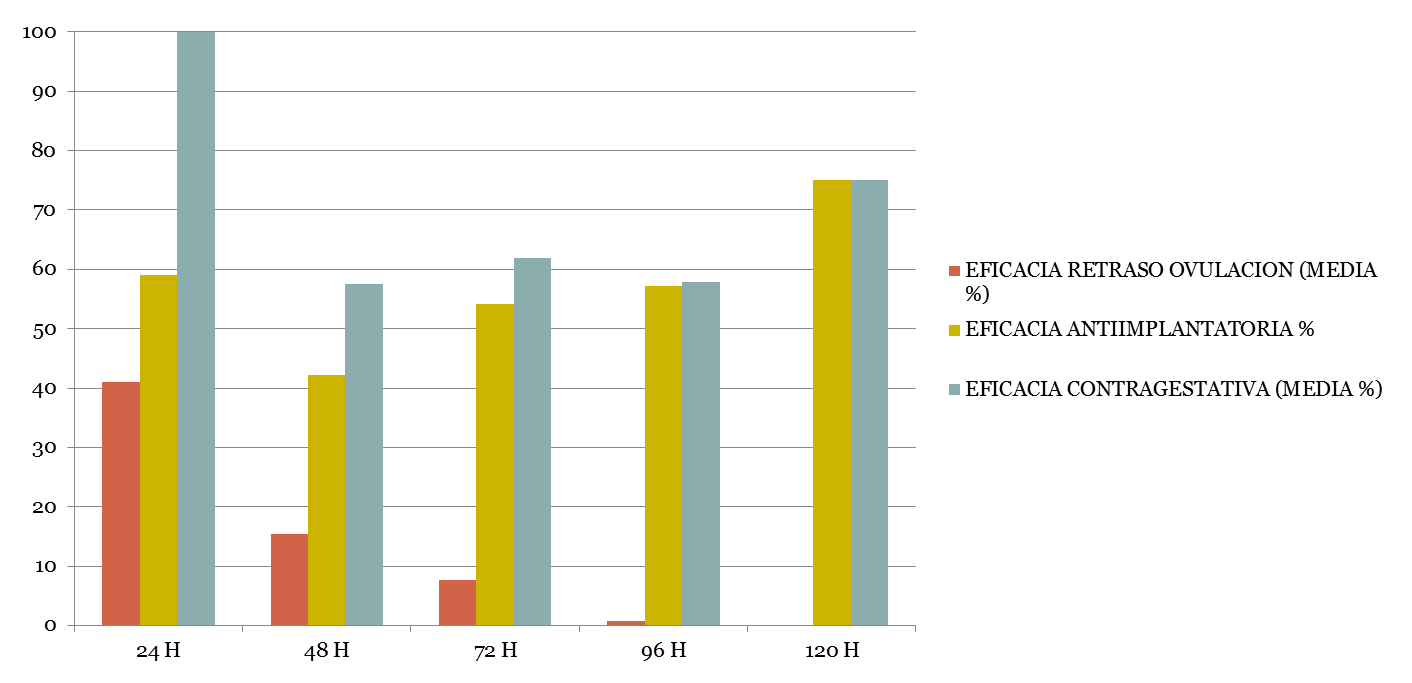 100
90
80
70
60
50
40
30
20
10
0
24 H
48 H
72 H
96 H
120 H
EFICACIA RETRASO OVULACION (MEDIA
%)
EFICACIA ANTIIMPLANTATORIA %
EFICACIA CONTRAGESTATIVA (MEDIA %)